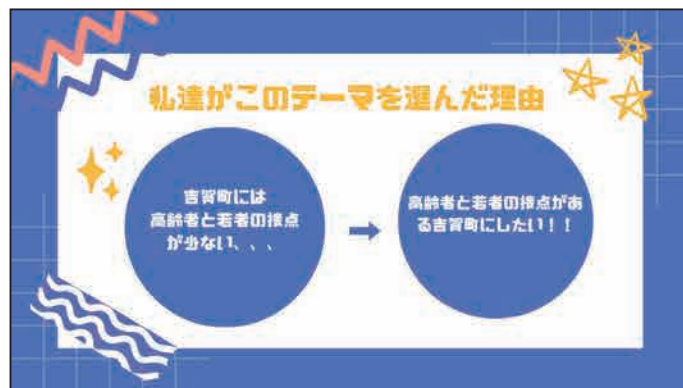 私達がこのテーマを選んだ理由
吉賀町には
高齢者と若者の接点
が少ない、、、
高齢者と若者の接点があ
る吉賀町にしたい！！